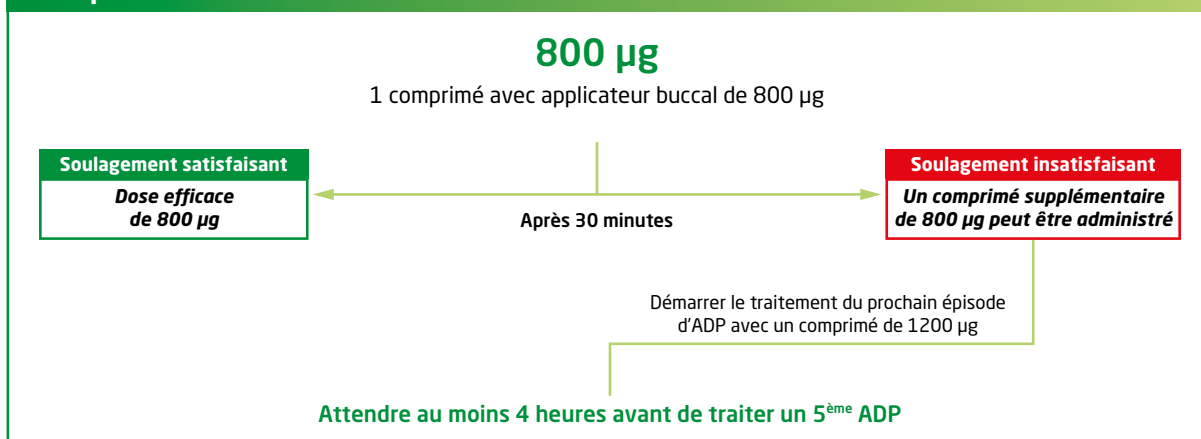 800 µg
1 comprimé avec applicateur buccal de 800 µg
Soulagement satisfaisant
Dose efficace
de 800 µg
Après 30 minutes
Soulagement insatisfaisant
Un comprimé supplémentaire
de 800 µg peut être administré
Démarrer le traitement du prochain épisode
d'ADP avec un comprimé de 1200 µg
Attendre au moins 4 heures avant de traiter un 5ème ADP